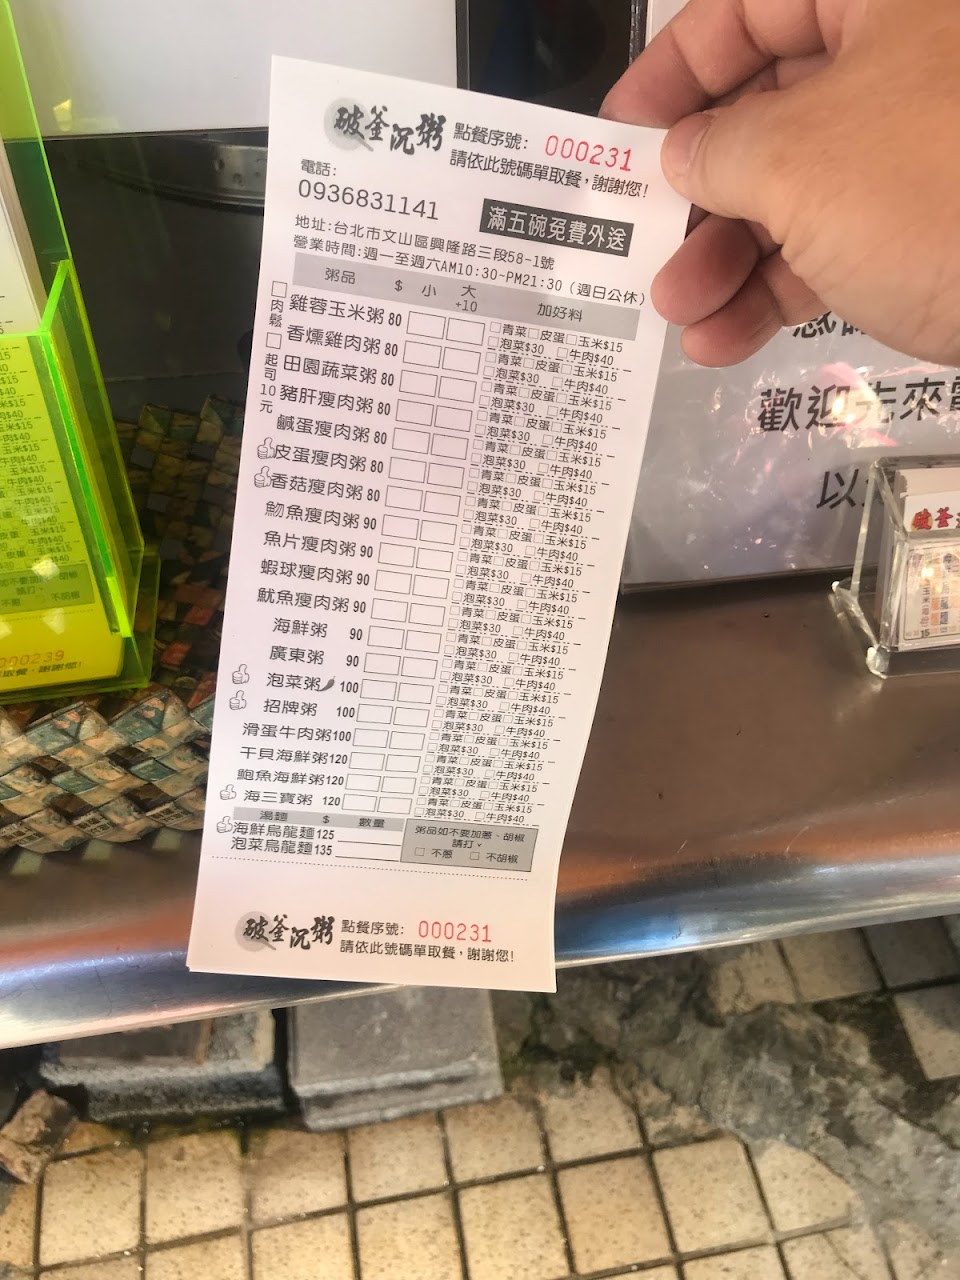 破釜沉粥 點餐序號: 000231
請依此號碼單取餐,謝謝您!
電話:
0936831141 滿五碗免費外送
地址:台北市文山區興隆路三段58-1號
營業時間:週一至週六AM10:30-PM21:30 (週日公休)
粥品 $ 小 大+10 加好料
□肉鬆 □起司10元
雞蓉玉米粥 80 □青菜□皮蛋□玉米$15 □泡菜$30 □牛肉$40
香燻雞肉粥 80 □青菜□皮蛋□玉米$15 □泡菜$30 □牛肉$40
田園蔬菜粥 80 □青菜□皮蛋□玉米$15 □泡菜$30 □牛肉$40
豬肝瘦肉粥 80 □青菜□皮蛋□玉米$15 □泡菜$30 □牛肉$40
鹹蛋瘦肉粥 80 □青菜□皮蛋□玉米$15 □泡菜$30 □牛肉$40
皮蛋瘦肉粥 80 □青菜□皮蛋□玉米$15 □泡菜$30 □牛肉$40
香菇瘦肉粥 80 □青菜□皮蛋□玉米$15 □泡菜$30 □牛肉$40
魩魚瘦肉粥 90 □青菜□皮蛋□玉米$15 □泡菜$30 □牛肉$40
魚片瘦肉粥 90 □青菜□皮蛋□玉米$15 □泡菜$30 □牛肉$40
蝦球瘦肉粥 90 □青菜□皮蛋□玉米$15 □泡菜$30 □牛肉$40
魷魚瘦肉粥 90 □青菜□皮蛋□玉米$15 □泡菜$30 □牛肉$40
海鮮粥 90 □青菜□皮蛋□玉米$15 □泡菜$30 □牛肉$40
廣東粥 90 □青菜□皮蛋□玉米$15 □泡菜$30 □牛肉$40
泡菜粥 100 □青菜□皮蛋□玉米$15 □泡菜$30 □牛肉$40
招牌粥 100 □青菜□皮蛋□玉米$15 □泡菜$30 □牛肉$40
滑蛋牛肉粥 100 □青菜□皮蛋□玉米$15 □泡菜$30 □牛肉$40
干貝海鮮粥 120 □青菜□皮蛋□玉米$15 □泡菜$30 □牛肉$40
鮑魚海鮮粥 120 □青菜□皮蛋□玉米$15 □泡菜$30 □牛肉$40
海三寶粥 120 □青菜□皮蛋□玉米$15 □泡菜$30 □牛肉$40
湯麵 $ 數量
海鮮烏龍麵 125
泡菜烏龍麵 135
粥品如不要加蔥、胡椒
請打✓
□ 不蔥 □ 不胡椒
破釜沉粥 點餐序號: 000231
請依此號碼單取餐,謝謝您!
歡迎先來電
以
000239
取餐,謝謝您!
破釜